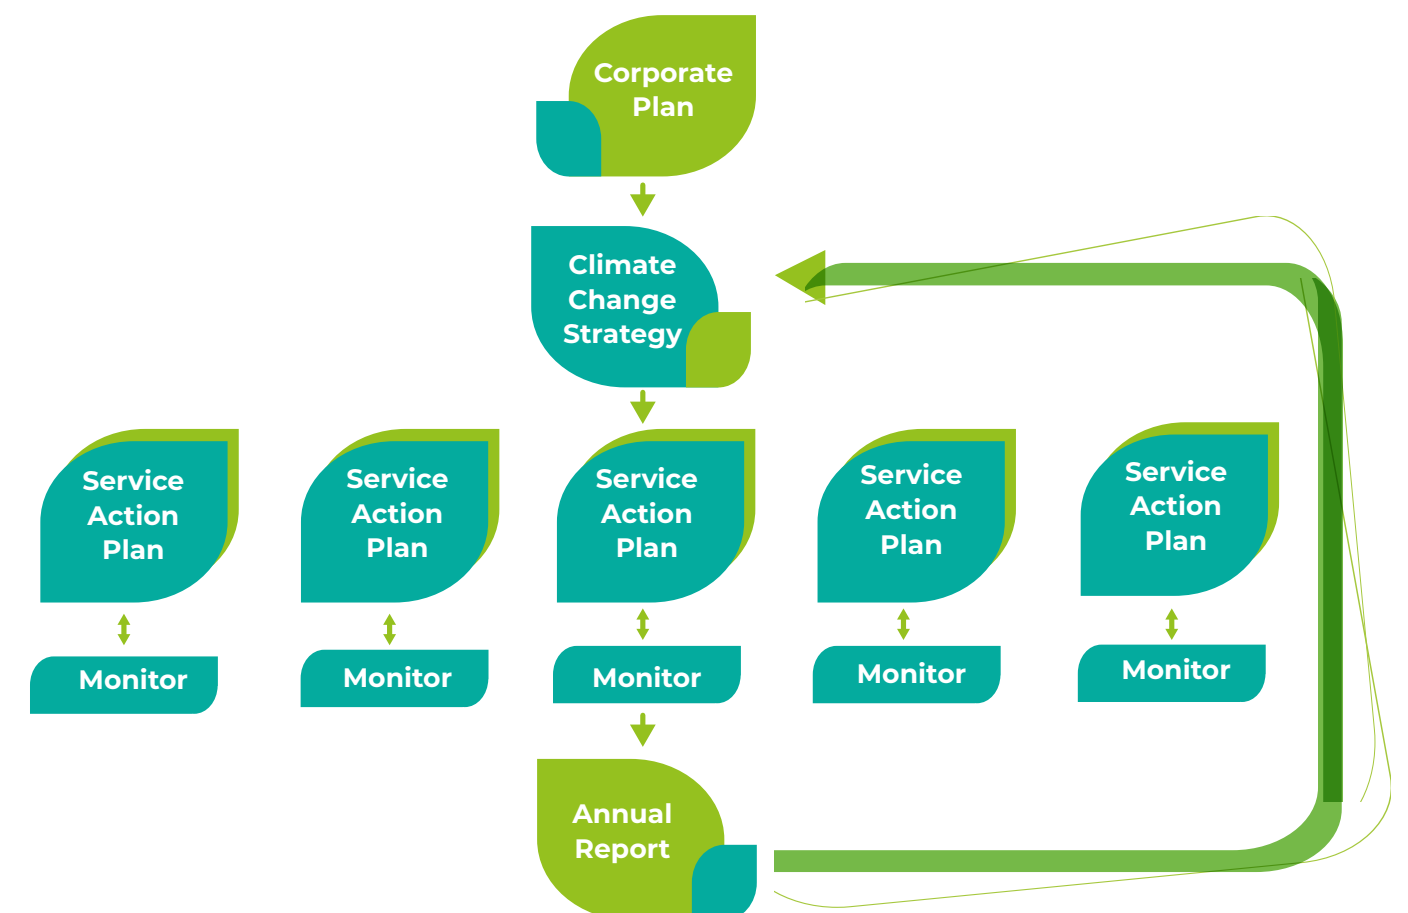 Corporate
Plan
Climate
Change
Strategy
Service
Action
Plan
Service
Action
Plan
Service
Action
Plan
Service
Action
Plan
Service
Action
Plan
Monitor
Monitor
Monitor
Monitor
Monitor
Annual
Report